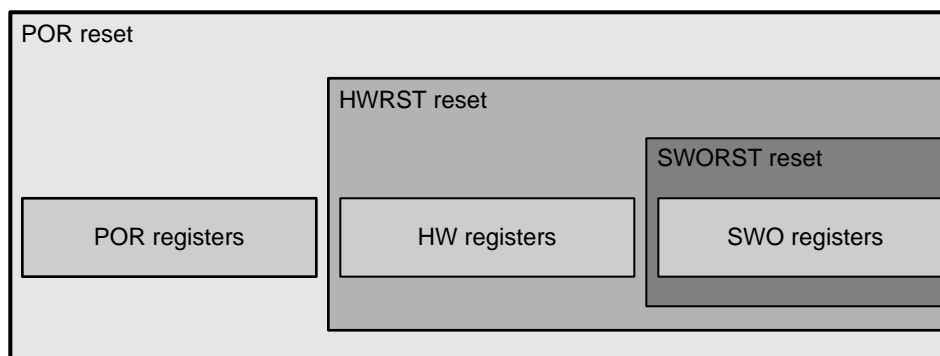 POR reset
HWRST reset
SWORST reset
POR registers
HW registers
SWO registers